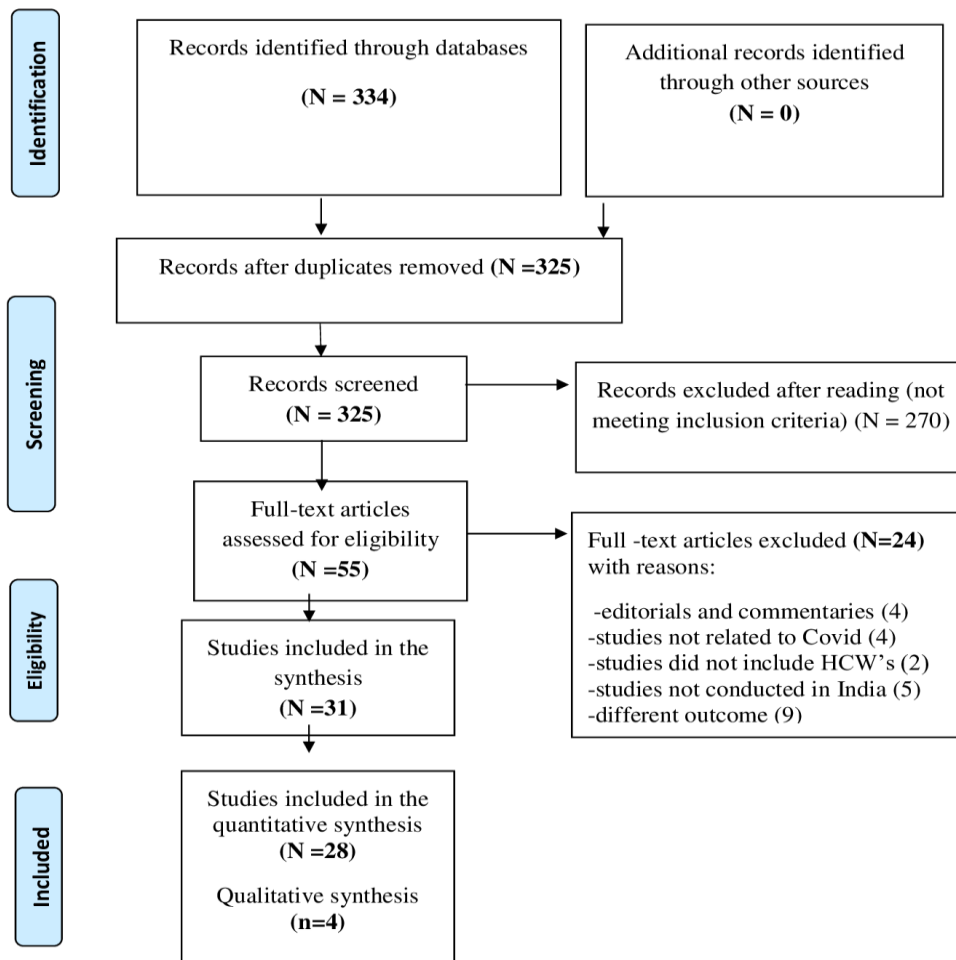 Identification
Records identified through databases
(N = 334)
Additional records identified
through other sources
(N = 0)
Records after duplicates removed (N =325)
Screening
Records screened
(N = 325)
Records excluded after reading (not
meeting inclusion criteria) (N = 270)
Full-text articles
assessed for eligibility
(N =55)
Full -text articles excluded (N=24)
with reasons:
-editorials and commentaries (4)
-studies not related to Covid (4)
-studies did not include HCW's (2)
-studies not conducted in India (5)
-different outcome (9)
Eligibility
Studies included in the
synthesis
(N =31)
Included
Studies included in the
quantitative synthesis
(N =28)
Qualitative synthesis
(n=4)